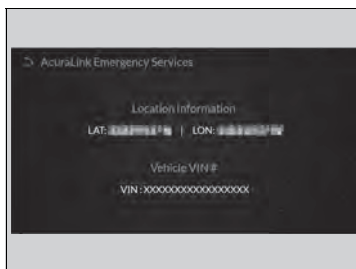 AcuraLink Emergency Services
Location Information
LAT: | LON:
Vehicle VIN#
VIN : XXXXXXXXXXXXXXXXX